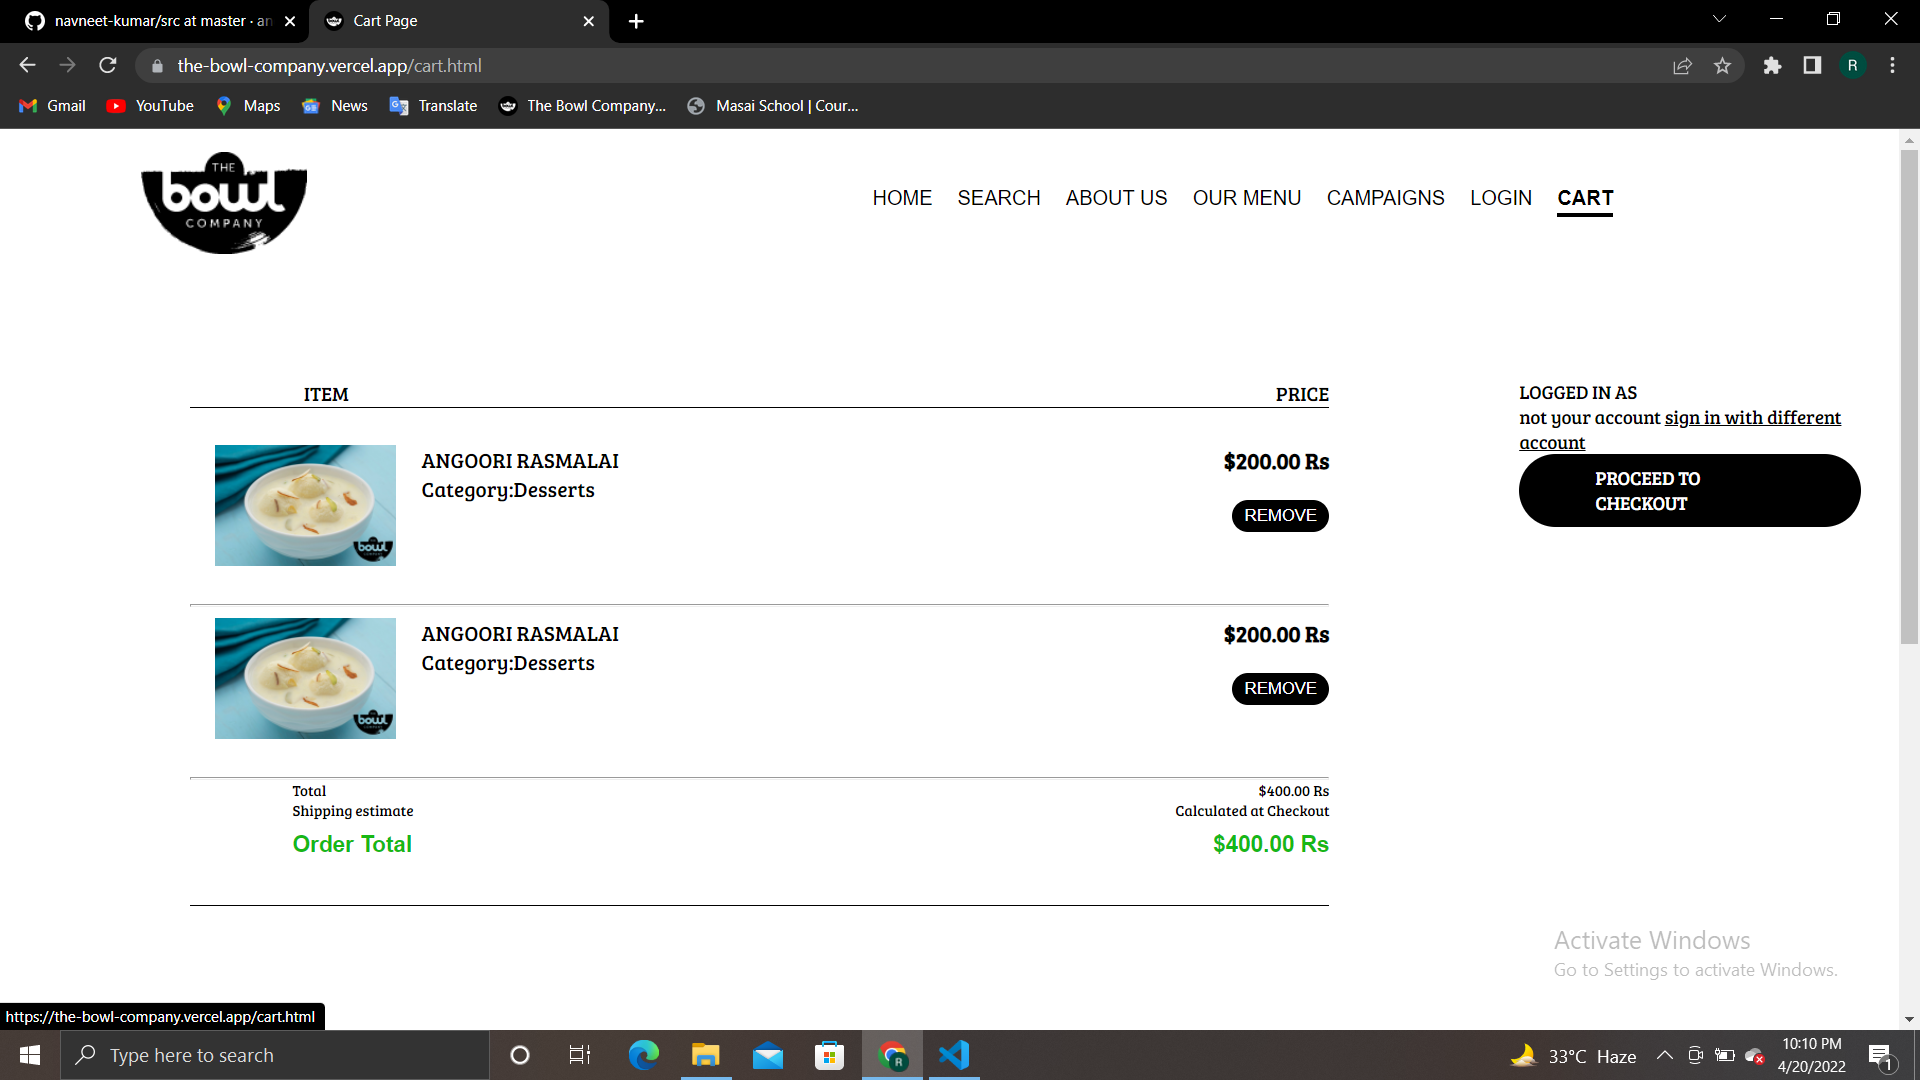 navneet-kumar/src at master · an
Cart Page
the-bowl-company.vercel.app/cart.html
R
Gmail
YouTube
Maps
News
Translate
The Bowl Company...
Masai School | Cour...
THE
bowl
COMPANY
HOME
SEARCH
ABOUT US
OUR MENU
CAMPAIGNS
LOGIN
CART
ITEM
PRICE
ANGOORI RASMALAI
Category:Desserts
$200.00 Rs
REMOVE
bowl
ANGOORI RASMALAI
Category:Desserts
$200.00 Rs
REMOVE
bowl
Total
$400.00 Rs
Shipping estimate
Calculated at Checkout
Order Total
$400.00 Rs
LOGGED IN AS
not your account sign in with different
account
PROCEED TO
CHECKOUT
Activate Windows
Go to Settings to activate Windows.
https://the-bowl-company.vercel.app/cart.html
Type here to search
R
33°C Haze
10:10 PM
4/20/2022
1